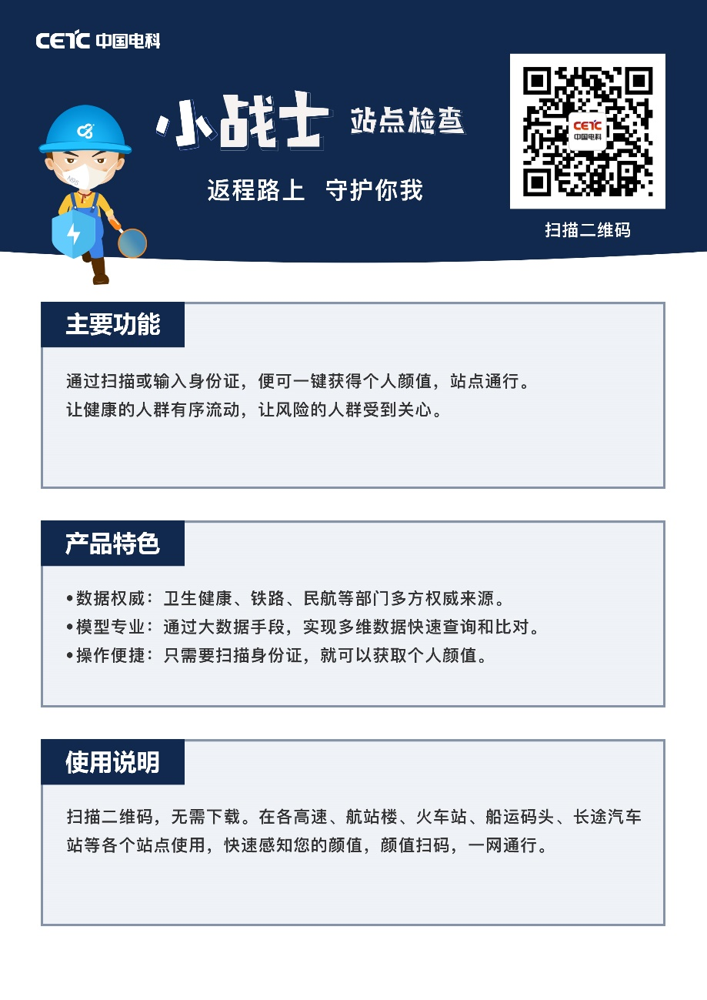 CETC 中国电科
小战士 站点检查
返程路上 守护你我
CETC
中国电科
扫描二维码
N95
主要功能
通过扫描或输入身份证，便可一键获得个人颜值，站点通行。
让健康的人群有序流动，让风险的人群受到关心。
产品特色
•数据权威：卫生健康、铁路、民航等部门多方权威来源。
•模型专业：通过大数据手段，实现多维数据快速查询和比对。
•操作便捷：只需要扫描身份证，就可以获取个人颜值。
使用说明
扫描二维码，无需下载。在各高速、航站楼、火车站、船运码头、长途汽车
站等各个站点使用，快速感知您的颜值，颜值扫码，一网通行。